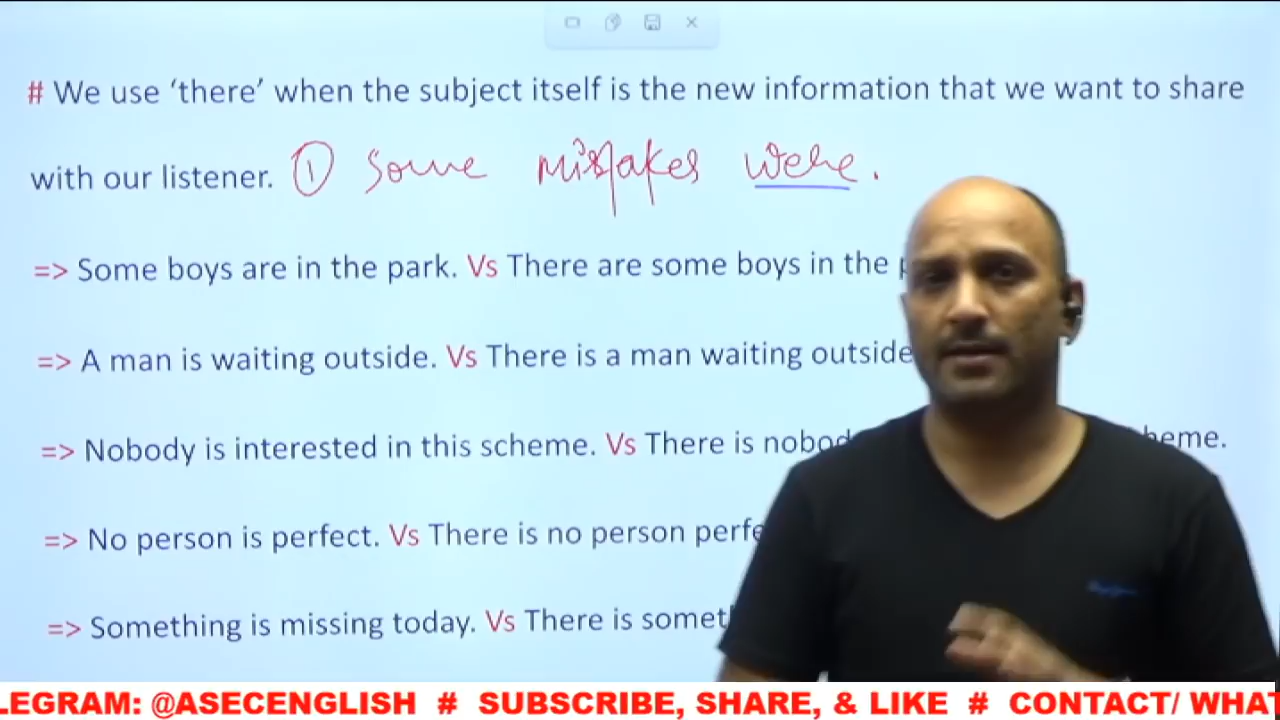 # We use ‘there’ when the subject itself is the new information that we want to share
with our listener. ① Some mistakes were.
=> Some boys are in the park. Vs There are some boys in the
=> A man is waiting outside. Vs There is a man waiting outside
=> Nobody is interested in this scheme. Vs There is nobod heme.
=> No person is perfect. Vs There is no person perfe
=> Something is missing today. Vs There is somet
LEGRAM: @ASECENGLISH # SUBSCRIBE, SHARE, & LIKE # CONTACT/ WHAT